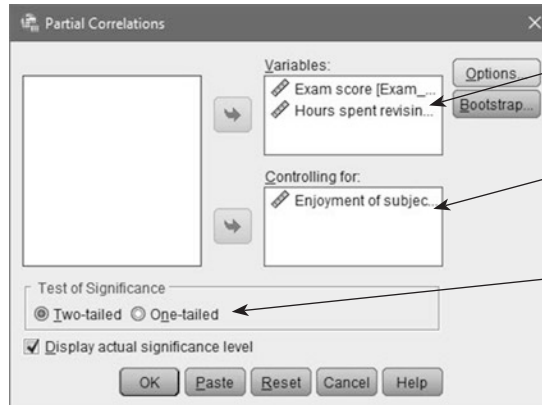 Partial Correlations
Variables:
Exam score [Exam_...
Hours spent revisin...
Options...
Bootstrap...
Controlling for:
Enjoyment of subjec...
Test of Significance
Two-tailed One-tailed
Display actual significance level
OK Paste Reset Cancel Help